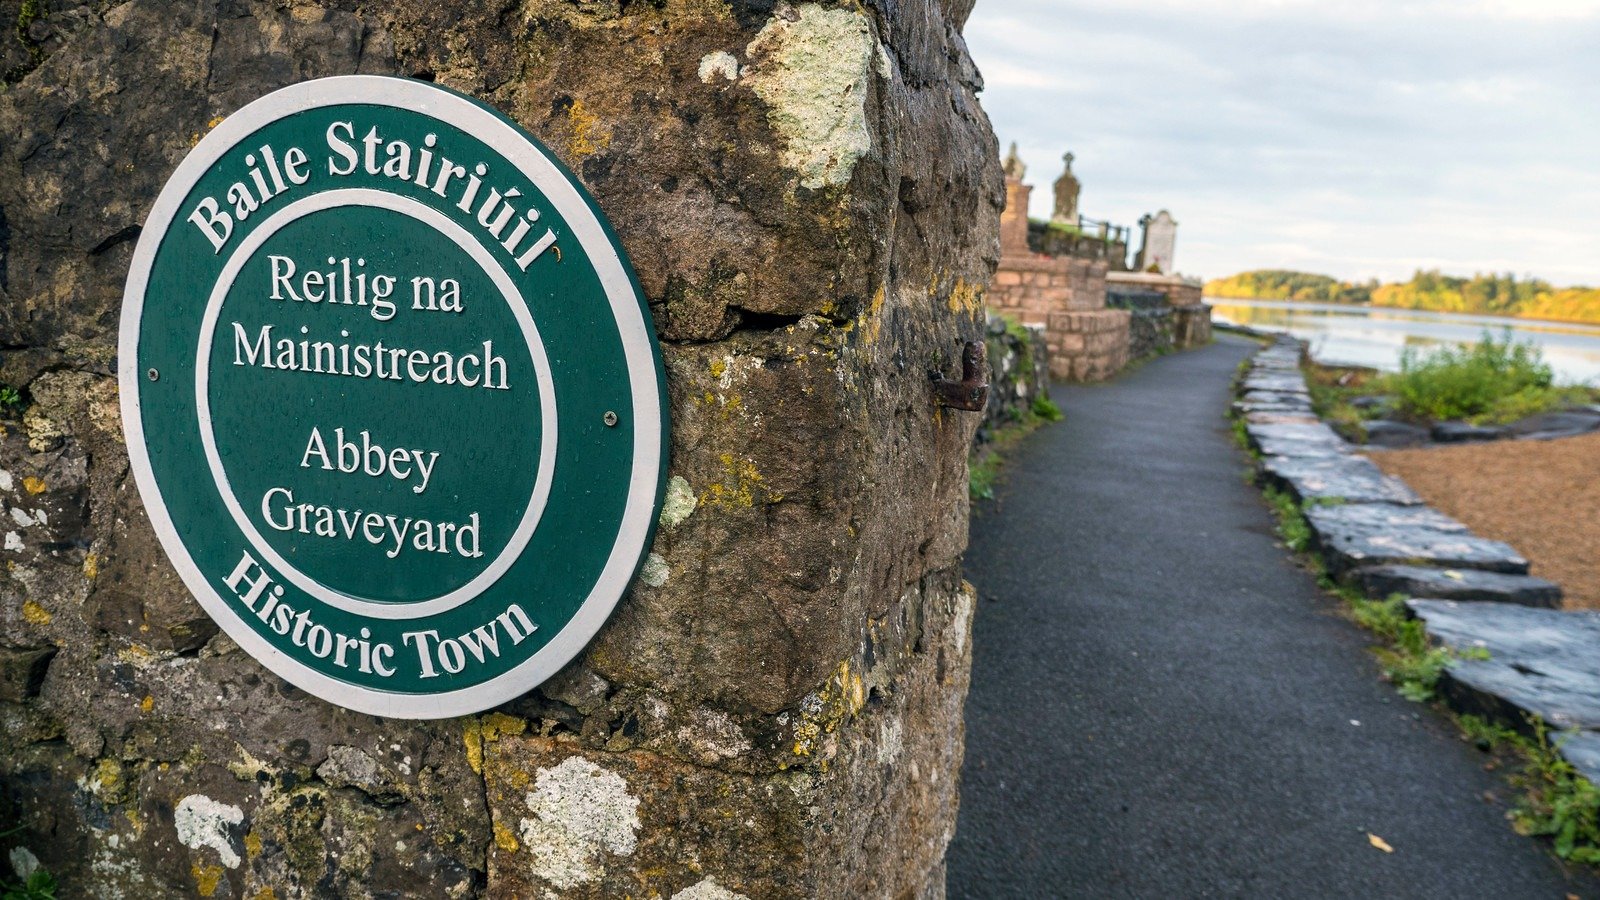 Baile Stairiúil
Reilig na
Mainistreach
Abbey
Graveyard
Historic Town